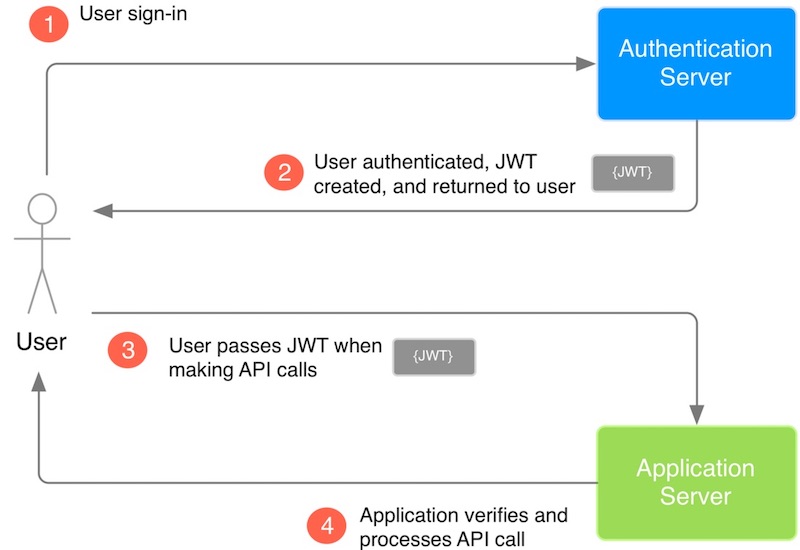 1
User sign-in
Authentication
Server
2
User authenticated, JWT
created, and returned to user
{JWT}
User
3
User passes JWT when
making API calls
{JWT}
Application
Server
4
Application verifies and
processes API call